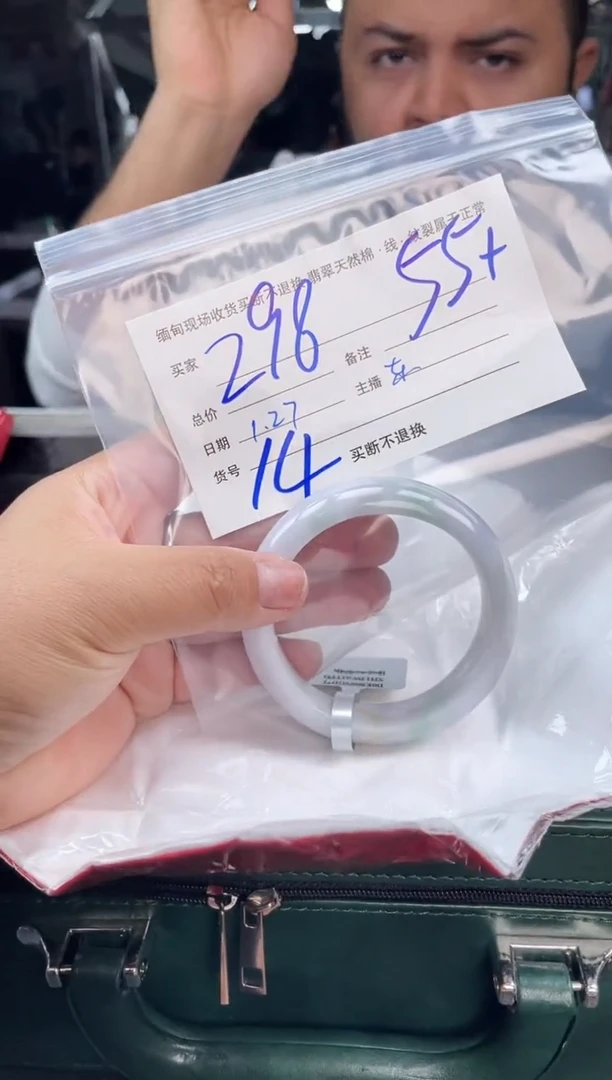 缅甸现场收货买断不退换·翡翠天然棉·线·纹裂属于正常
买家 298 备注 55+
总价
日期 1.27 主播
货号 14 买断不退换